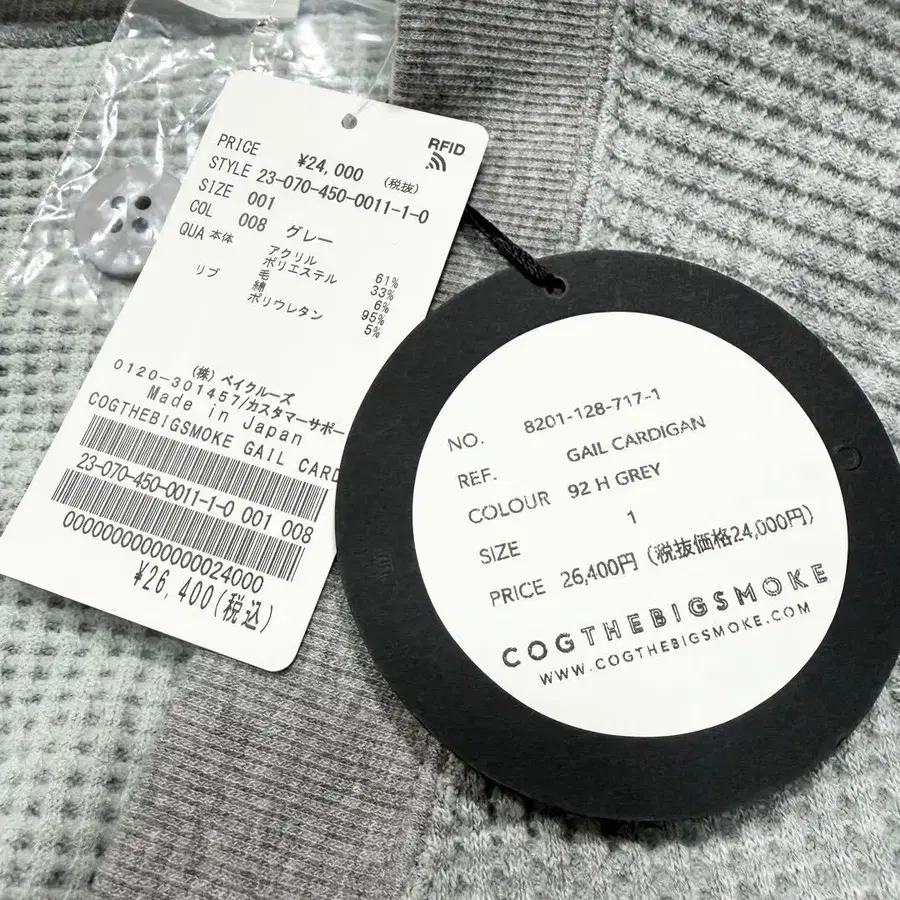 RFID
PRICE ¥24,000 (税抜)
STYLE 23-070-450-0011-1-0
SIZE 001
COL 008 グレー
QUA 本体 アクリル 61%
ポリエステル 33%
毛 6%
リブ 綿 95%
ポリウレタン 5%
(株) ベイクルーズ
0120-301457/カスタマーサポー
Made in Japan
COGTHEBIGSMOKE GAIL CARD
23-070-450-0011-1-0 001 008
0000000000000024000
¥26,400(税込)
NO. 8201-128-717-1
REF. GAIL CARDIGAN
COLOUR 92 H GREY
SIZE 1
PRICE 26,400円 (税抜価格24,000円)
COGTHEBIGSMOKE
WWW.COGTHEBIGSMOKE.COM